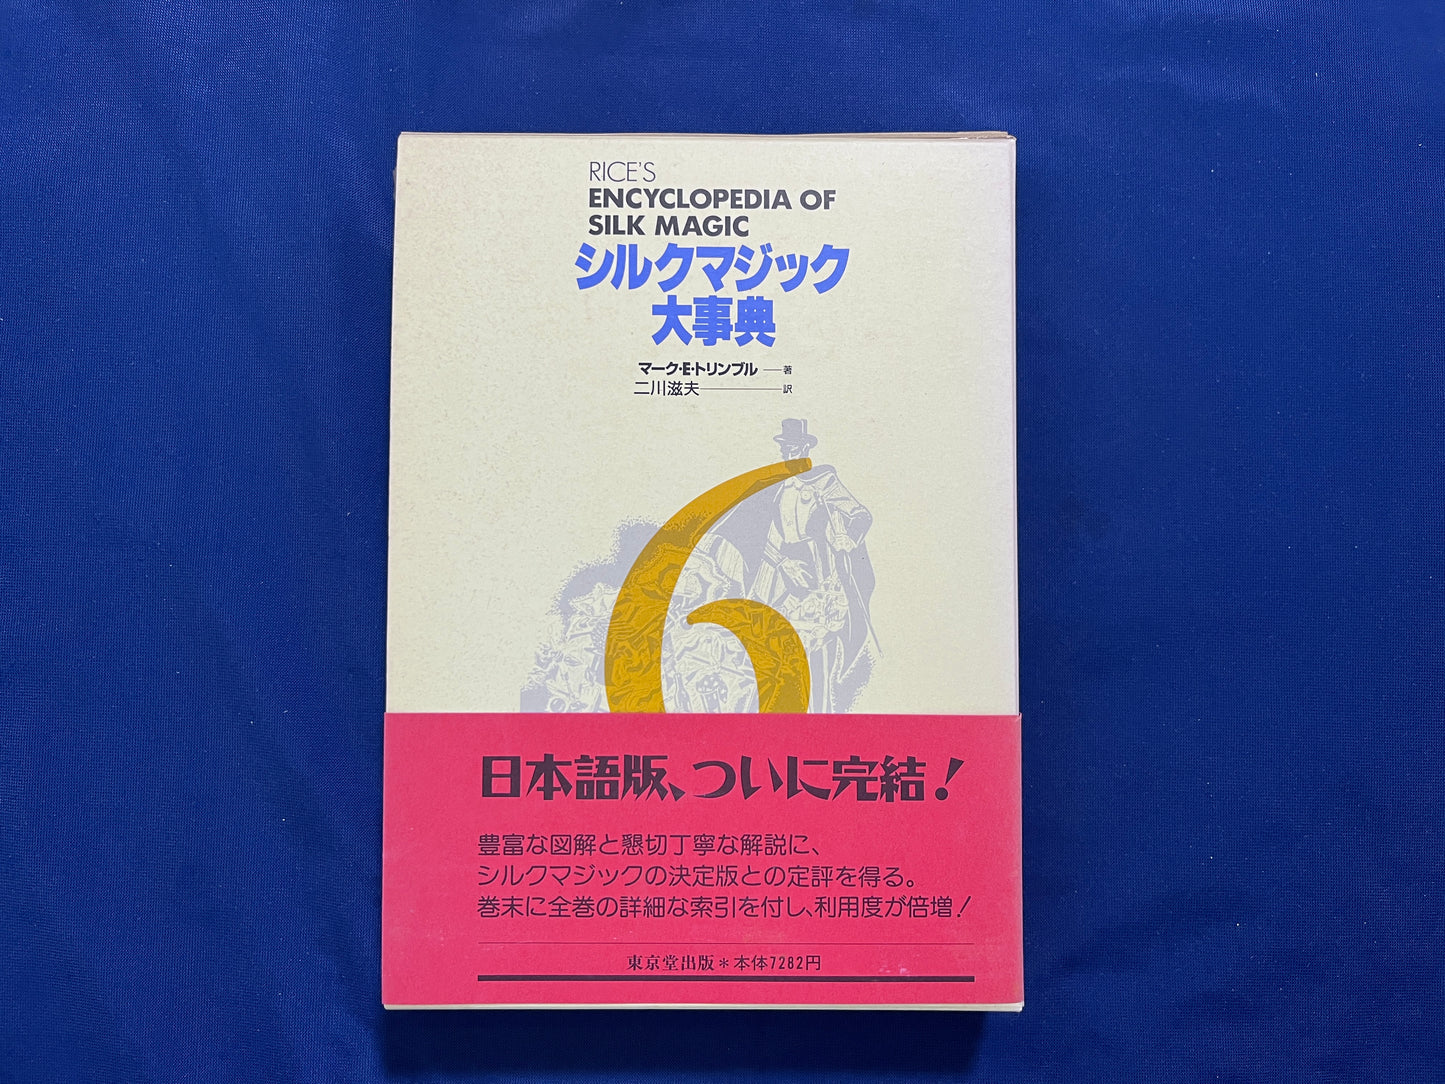 RICE'S
ENCYCLOPEDIA OF
SILK MAGIC
シルクマジック
大事典
マーク・E・トリンブル──著
二川滋夫────訳
6
日本語版、ついに完結!
豊富な図解と懇切丁寧な解説に、
シルクマジックの決定版との定評を得る。
巻末に全巻の詳細な索引を付し、利用度が倍増!
東京堂出版*本体7282円